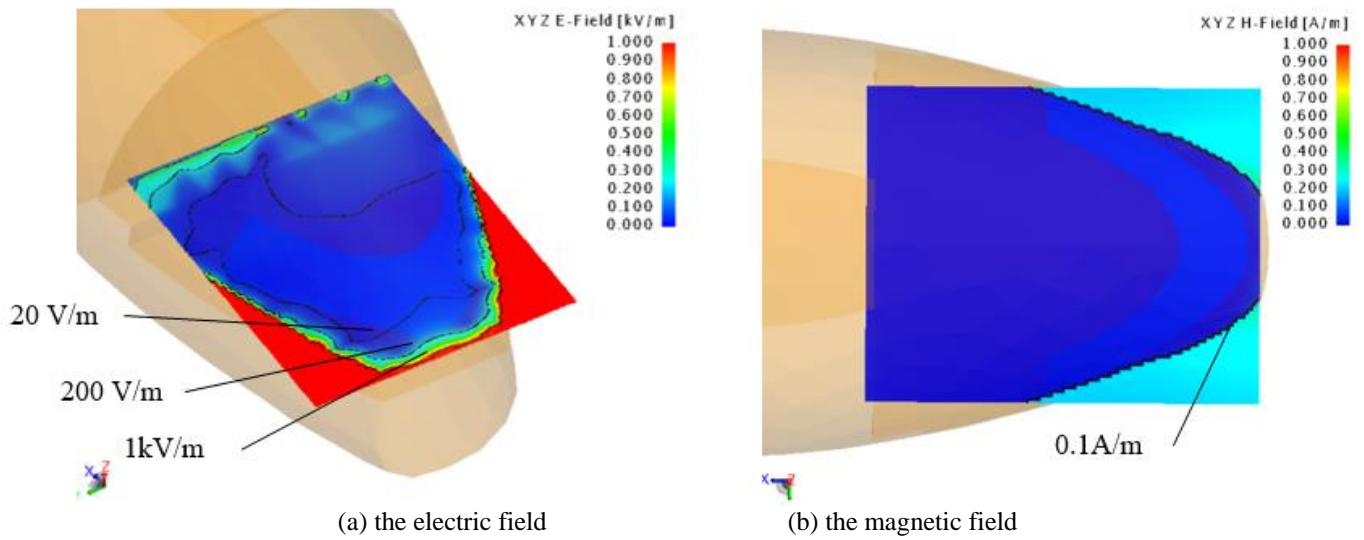 XYZ E-Field [kV/m]
1.000
0.900
0.800
0.700
0.600
0.500
0.400
0.300
0.200
0.100
0.000
20 V/m
200 V/m
1kV/m
X Z
XYZ H-Field [A/m]
1.000
0.900
0.800
0.700
0.600
0.500
0.400
0.300
0.200
0.100
0.000
0.1A/m
X Z
(a) the electric field
(b) the magnetic field